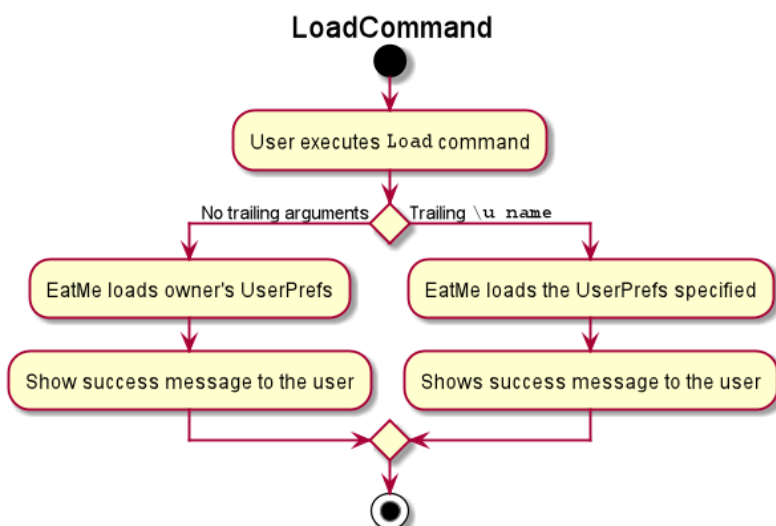 LoadCommand
User executes Load command
No trailing arguments
Trailing \u name
EatMe loads owner's UserPrefs
EatMe loads the UserPrefs specified
Show success message to the user
Shows success message to the user